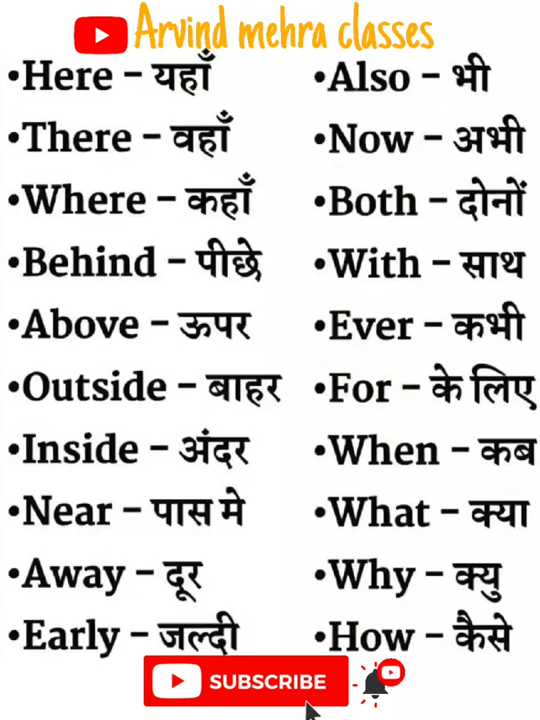 Arvind mehra classes
•Here – यहाँ
•There – वहाँ
•Where – कहाँ
•Behind – पीछे
•Above – ऊपर
•Outside – बाहर
•Inside – अंदर
•Near – पास मे
•Away – दूर
•Early – जल्दी
•Also – भी
•Now – अभी
•Both – दोनों
•With – साथ
•Ever – कभी
•For – के लिए
•When – कब
•What – क्या
•Why – क्यु
•How – कैसे
SUBSCRIBE